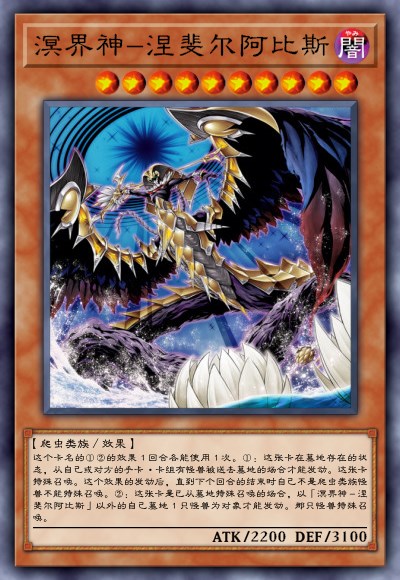 溟界神-涅斐尔阿比斯
闇
やみ
【爬虫类族/效果】
这个卡名的①②的效果1回合各能使用1次。①：这张卡在墓地存在的状
态，从自己或对方的手卡·卡组有怪兽被送去墓地的场合才能发动。这张卡
特殊召唤。这个效果的发动后，直到下个回合的结束时自己不是爬虫类族怪
兽不能特殊召唤。②：这张卡是已从墓地特殊召唤的场合，以「溟界神-涅
斐尔阿比斯」以外的自己墓地1只怪兽为对象才能发动。那只怪兽特殊召
唤。
ATK/2200 DEF/3100